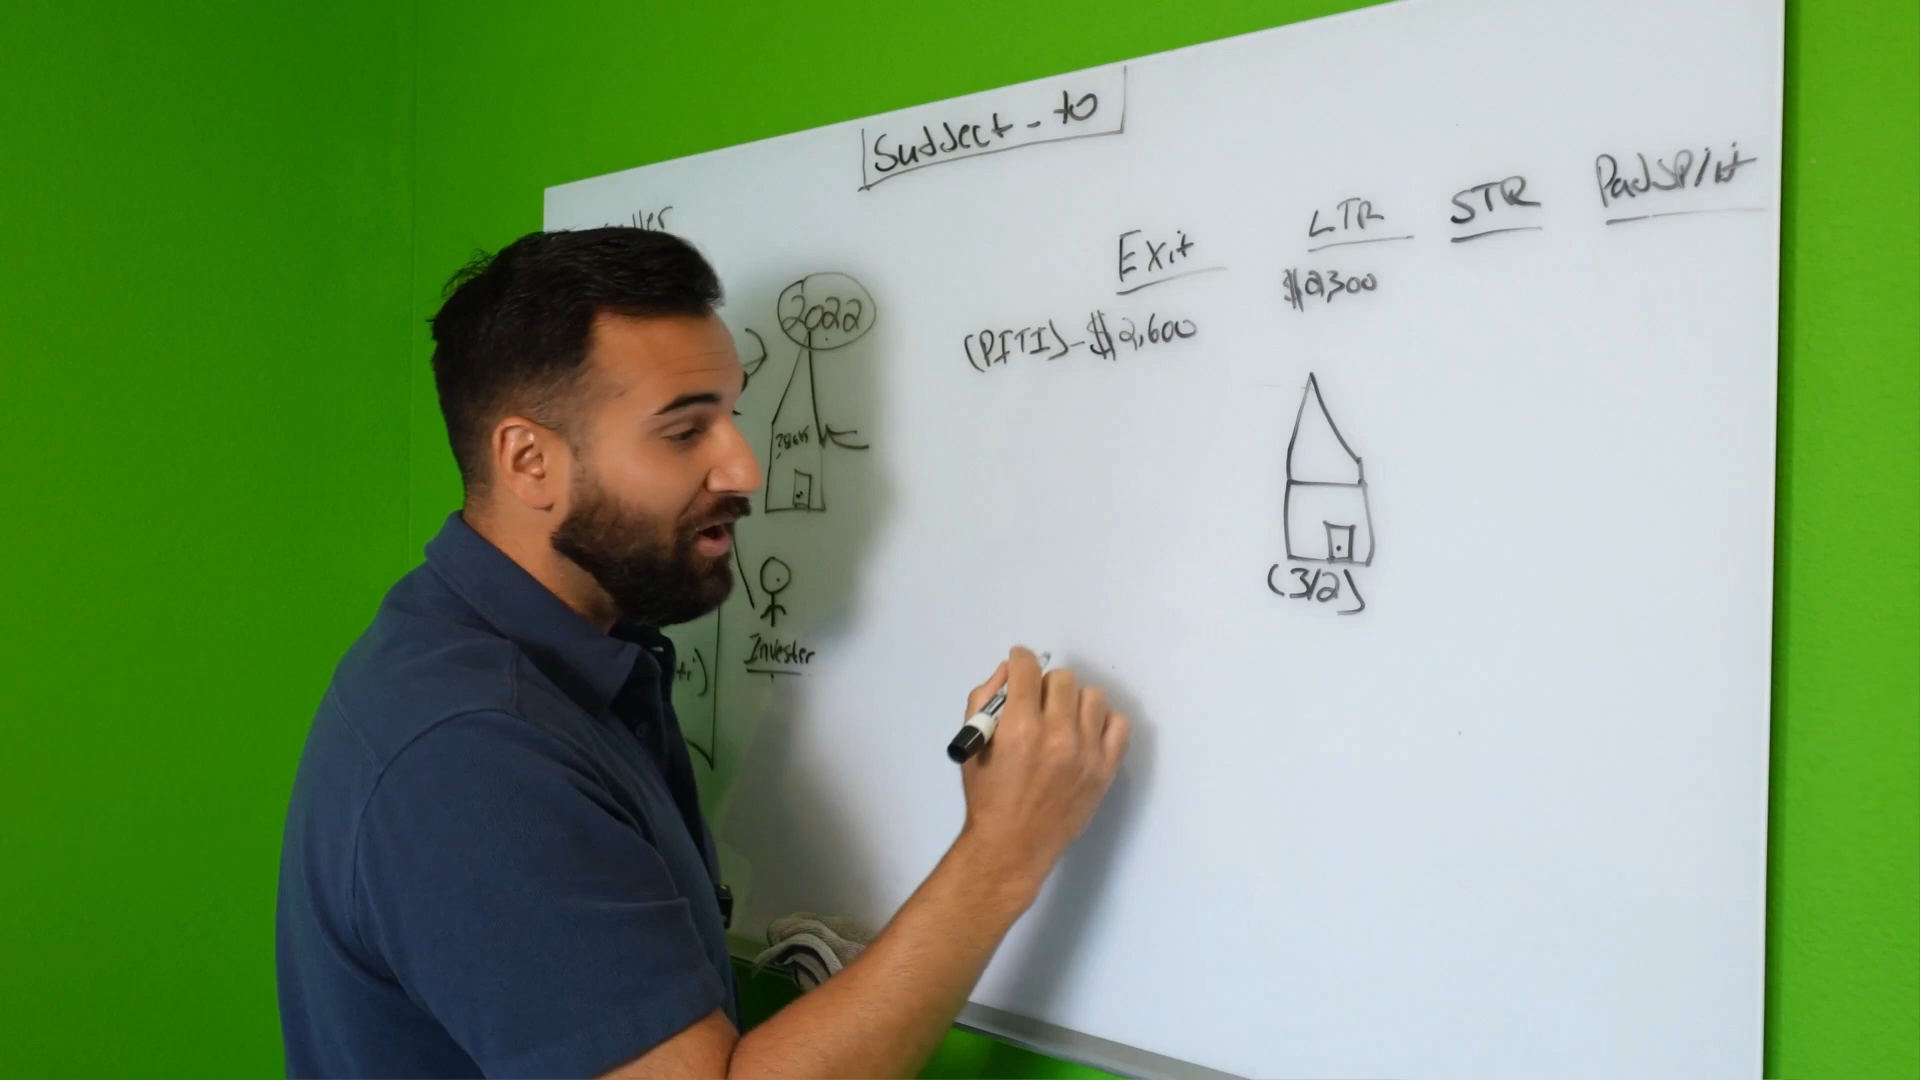 Subject - to
Exit
LTR
STR
PadSplit
$2,300
(PITI) - $2,600
2022
(3/2)
Investor